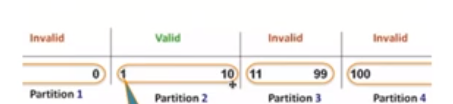 Invalid Valid Invalid Invalid
0 1 10 11 99 100
Partition 1 Partition 2 Partition 3 Partition 4